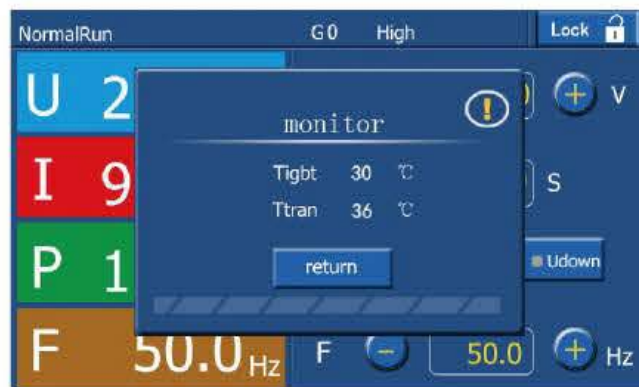 NormalRun G0 High Lock
U 2 V
monitor
I 9 S
Tigbt 30 ℃
Ttran 36 ℃
P 1 return Udown
F 50.0 Hz F − 50.0 + Hz